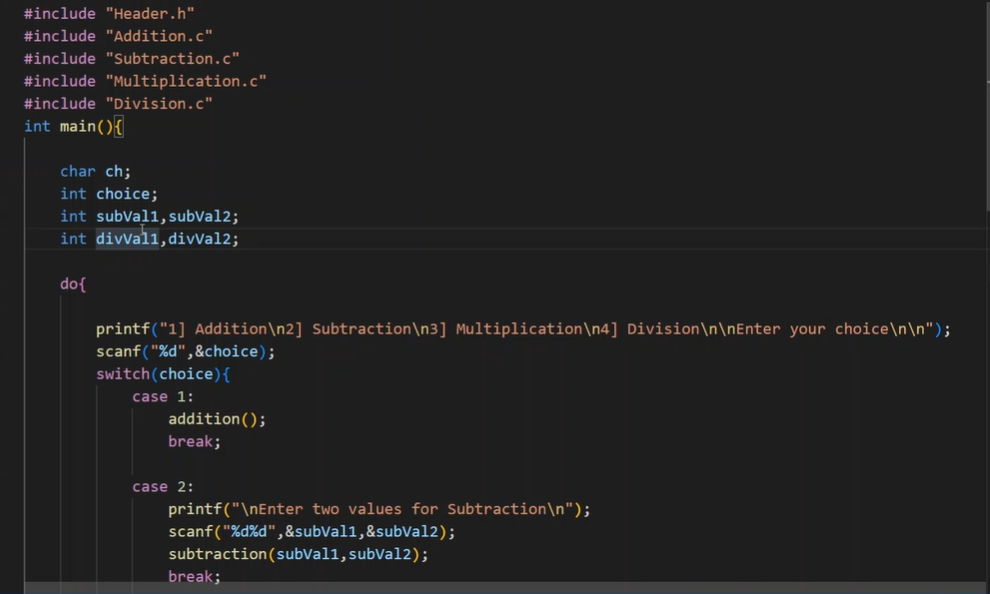 #include "Header.h"
#include "Addition.c"
#include "Subtraction.c"
#include "Multiplication.c"
#include "Division.c"
int main(){
char ch;
int choice;
int subVal1,subVal2;
int divVal1,divVal2;
do{
printf("1] Addition\n2] Subtraction\n3] Multiplication\n4] Division\n\nEnter your choice\n\n");
scanf("%d",&choice);
switch(choice){
case 1:
addition();
break;
case 2:
printf("\nEnter two values for Subtraction\n");
scanf("%d%d",&subVal1,&subVal2);
subtraction(subVal1,subVal2);
break;